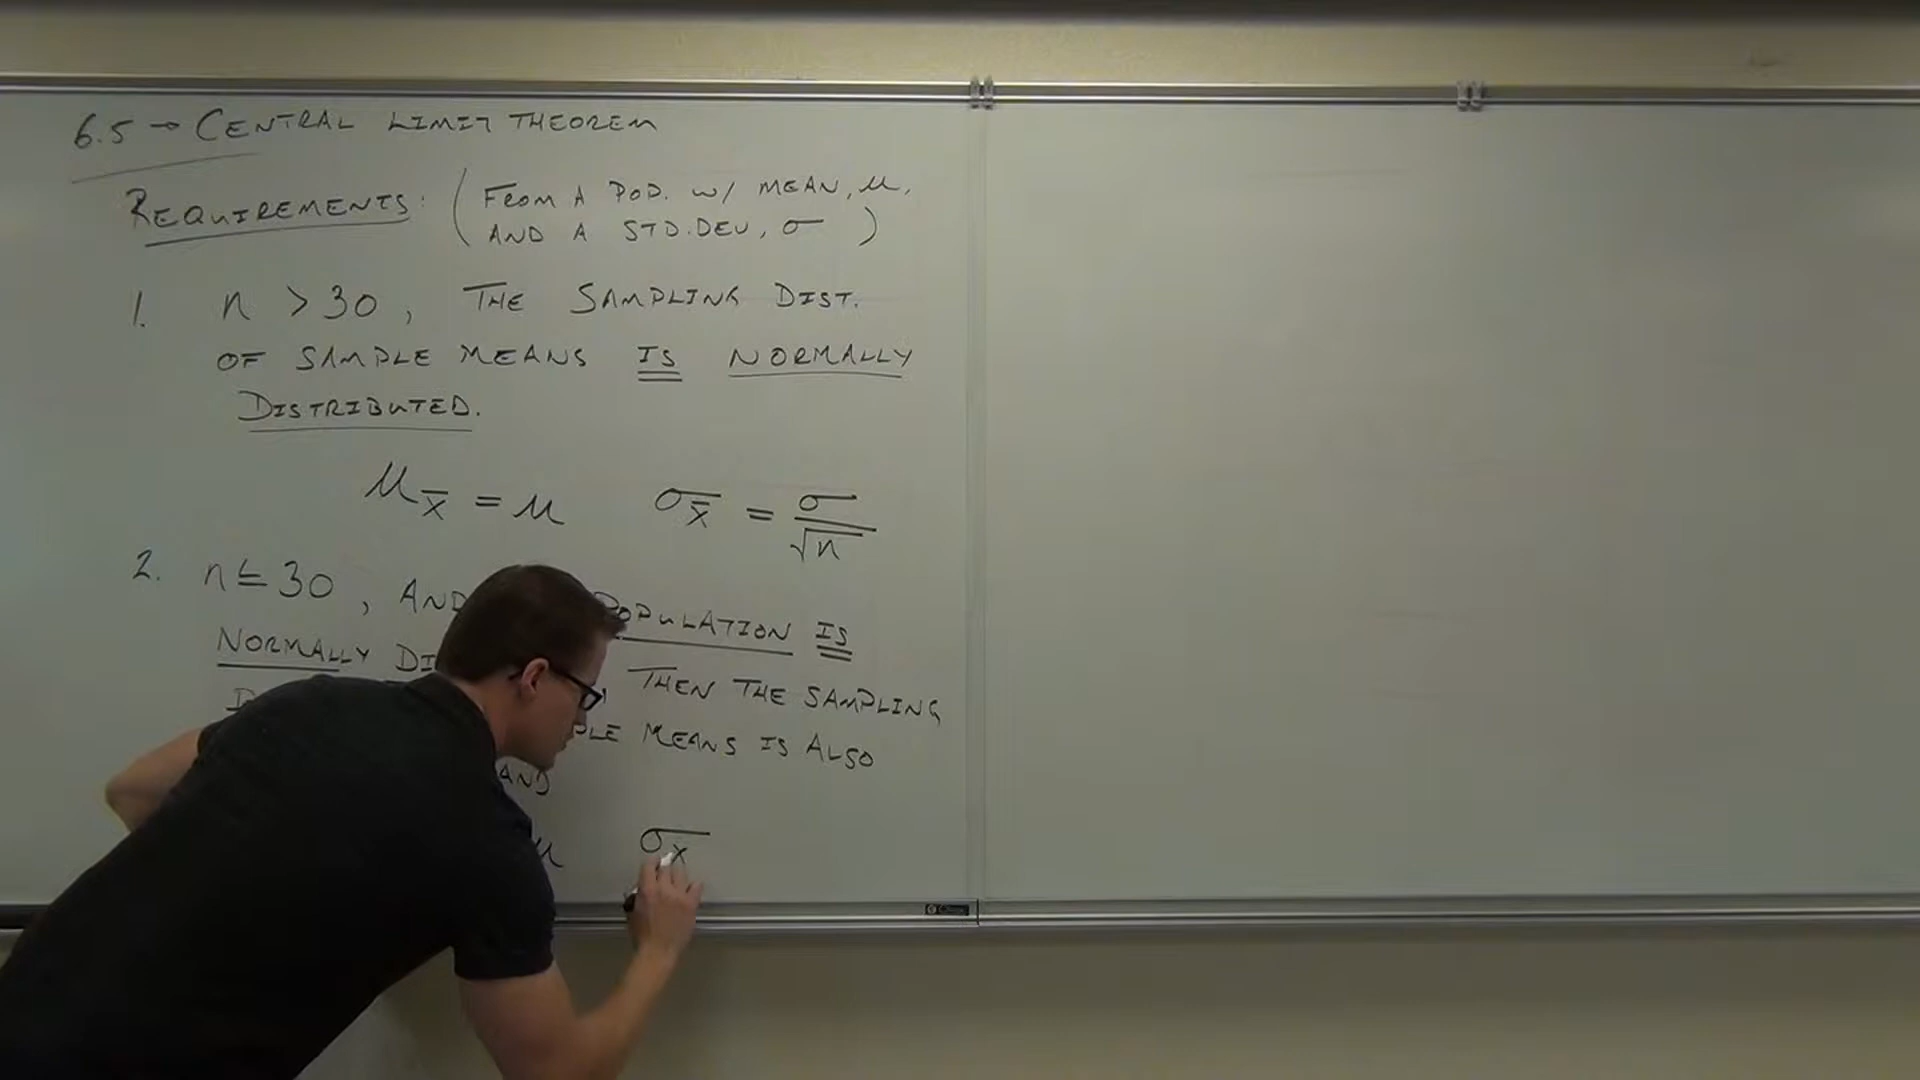 6.5 → CENTRAL LIMIT THEOREM
REQUIREMENTS: (FROM A POP. W/ MEAN, μ,
AND A STD.DEV, σ)
1. n > 30, THE SAMPLING DIST.
OF SAMPLE MEANS IS NORMALLY
DISTRIBUTED.
μx̄ = μ σx̄ = σ/√n
2. n ≤ 30, AND POPULATION IS
NORMALLY THEN THE SAMPLING
MEANS IS ALSO
AND
μ σx